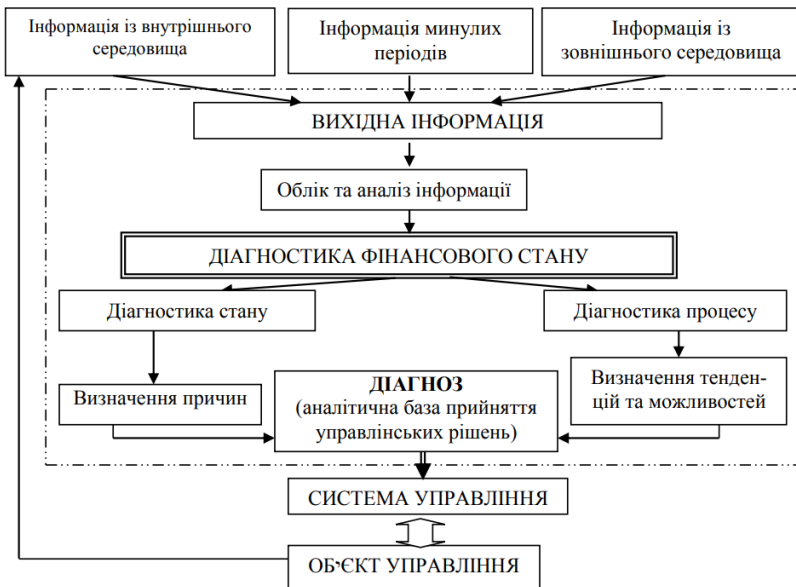 Інформація із внутрішнього
середовища
Інформація минулих
періодів
Інформація із
зовнішнього середовища
ВИХІДНА ІНФОРМАЦІЯ
Облік та аналіз інформації
ДІАГНОСТИКА ФІНАНСОВОГО СТАНУ
Діагностика стану
Діагностика процесу
Визначення причин
ДІАГНОЗ
(аналітична база прийняття
управлінських рішень)
Визначення тенден-
цій та можливостей
СИСТЕМА УПРАВЛІННЯ
ОБ’ЄКТ УПРАВЛІННЯ